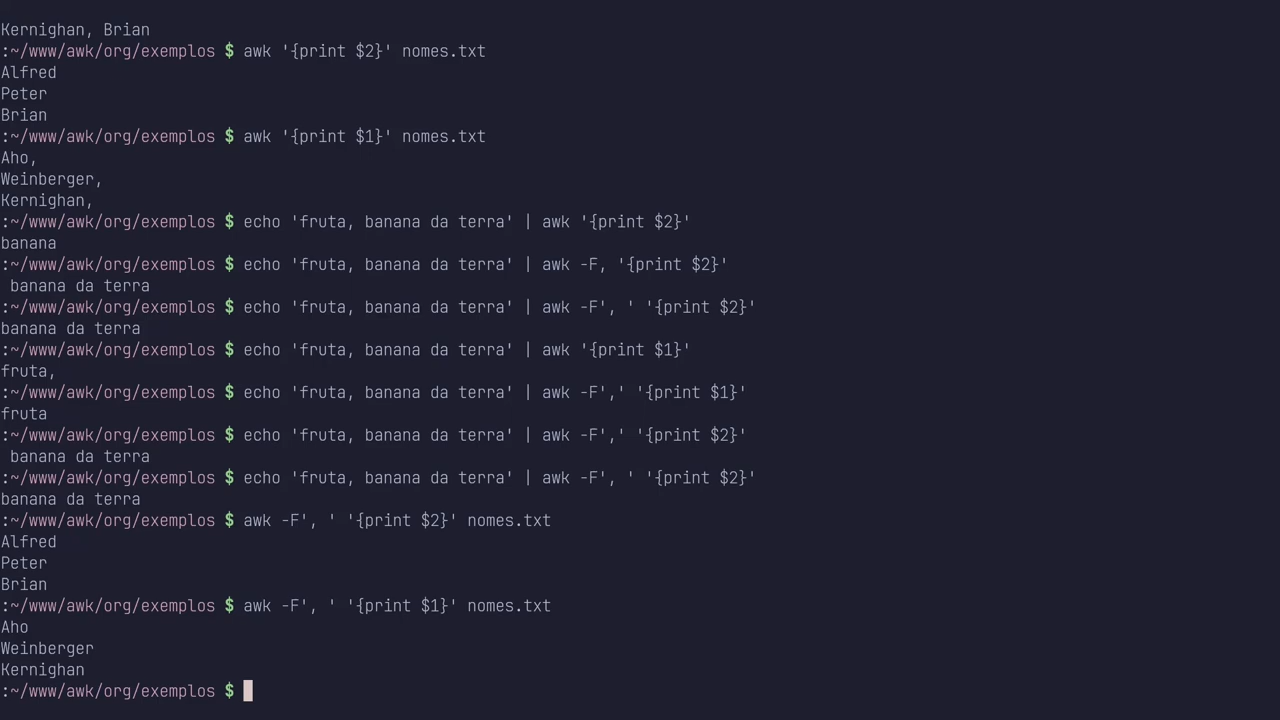 Kernighan, Brian
:~/www/awk/org/exemplos $ awk '{print $2}' nomes.txt
Alfred
Peter
Brian
:~/www/awk/org/exemplos $ awk '{print $1}' nomes.txt
Aho,
Weinberger,
Kernighan,
:~/www/awk/org/exemplos $ echo 'fruta, banana da terra' | awk '{print $2}'
banana
:~/www/awk/org/exemplos $ echo 'fruta, banana da terra' | awk -F, '{print $2}'
 banana da terra
:~/www/awk/org/exemplos $ echo 'fruta, banana da terra' | awk -F', ' '{print $2}'
banana da terra
:~/www/awk/org/exemplos $ echo 'fruta, banana da terra' | awk '{print $1}'
fruta,
:~/www/awk/org/exemplos $ echo 'fruta, banana da terra' | awk -F',' '{print $1}'
fruta
:~/www/awk/org/exemplos $ echo 'fruta, banana da terra' | awk -F',' '{print $2}'
 banana da terra
:~/www/awk/org/exemplos $ echo 'fruta, banana da terra' | awk -F', ' '{print $2}'
banana da terra
:~/www/awk/org/exemplos $ awk -F', ' '{print $2}' nomes.txt
Alfred
Peter
Brian
:~/www/awk/org/exemplos $ awk -F', ' '{print $1}' nomes.txt
Aho
Weinberger
Kernighan
:~/www/awk/org/exemplos $